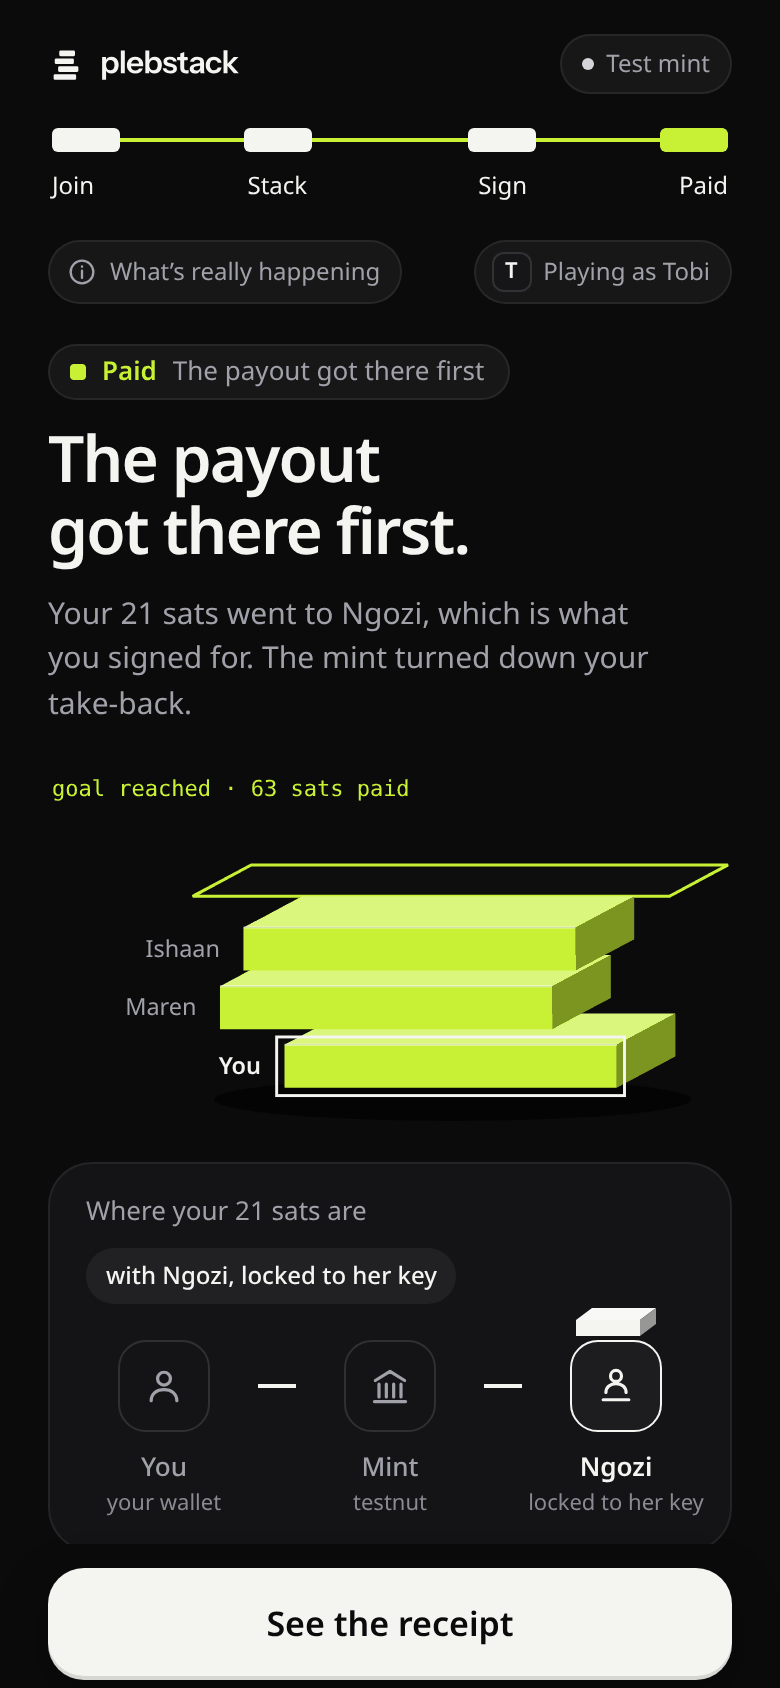 plebstack
Test mint
Join
Stack
Sign
Paid
What’s really happening
T
Playing as Tobi
Paid The payout got there first
The payout
got there first.
Your 21 sats went to Ngozi, which is what
you signed for. The mint turned down your
take-back.
goal reached · 63 sats paid
Ishaan
Maren
You
Where your 21 sats are
with Ngozi, locked to her key
You
Mint
Ngozi
your wallet
testnut
locked to her key
See the receipt